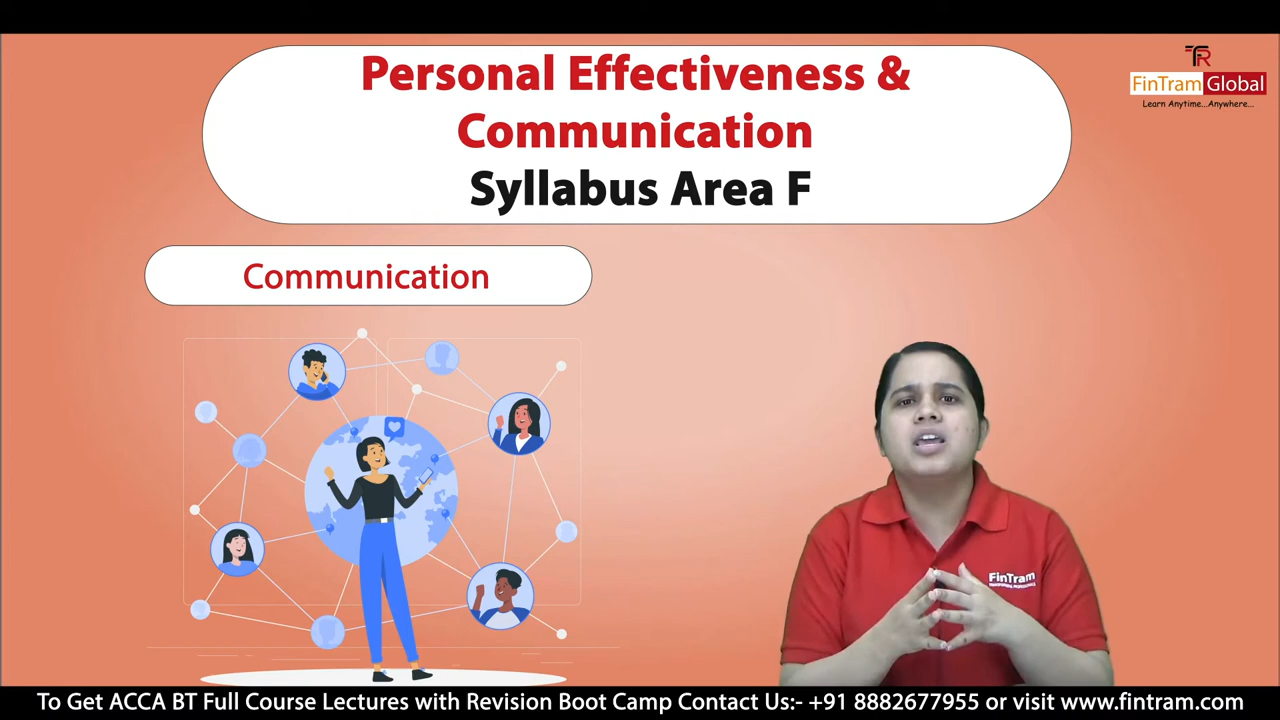 Personal Effectiveness &
Communication
Syllabus Area F
FinTram Global
Learn Anytime...Anywhere...
Communication
FinTram
To Get ACCA BT Full Course Lectures with Revision Boot Camp Contact Us:- +91 8882677955 or visit www.fintram.com